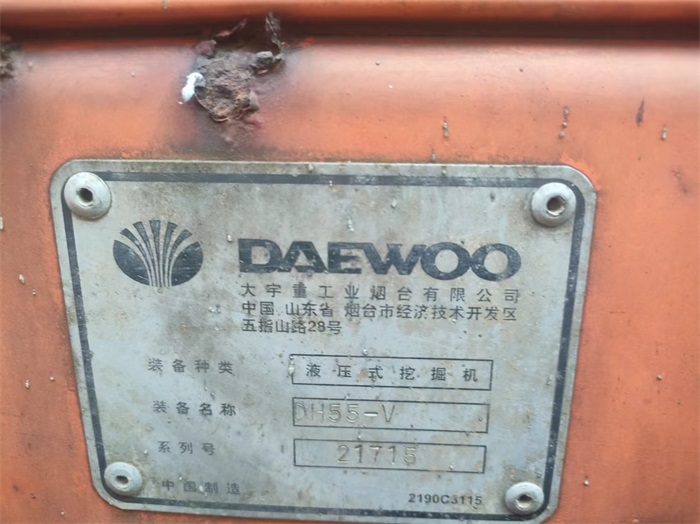 DAEWOO
大宇重工业烟台有限公司
中国 山东省 烟台市经济技术开发区
五指山路28号
装备种类 液压式挖掘机
装备名称 DH55-V
系列号 21715
中国制造 2190C3115